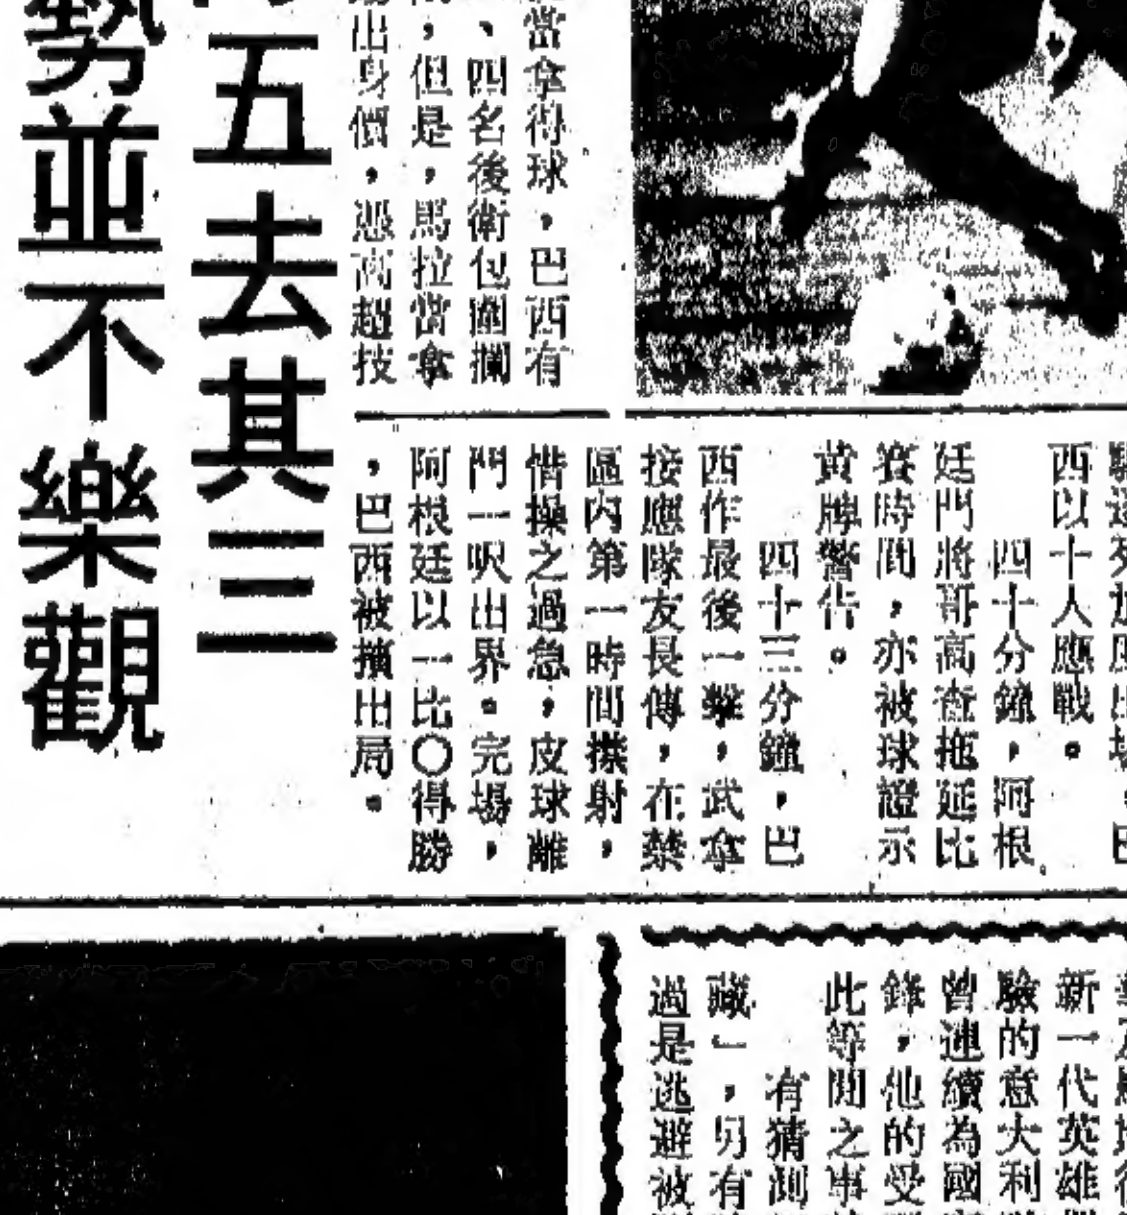 當拿得球，巴西有
、四名後衛包圍攔
，但是，馬拉當拿
出身價，憑高超技
五去其三
勢並不樂觀
西以十人應戰。
四十分鐘，阿根
廷門將哥高查拖延比
賽時間，亦被球證示
黃牌警告。
四十三分鐘，巴
西作最後一擊，武拿
接應隊友長傳，在禁
區內第一時間撲射，
惜操之過急，皮球離
門一呎出界。完場，
阿根廷以一比〇得勝
，巴西被擯出局。
新一代英雄
驗的意大利
曾連續為國
鋒，他的受
此等閒之事
有猜測
藏﹂，另有
過是逃避被